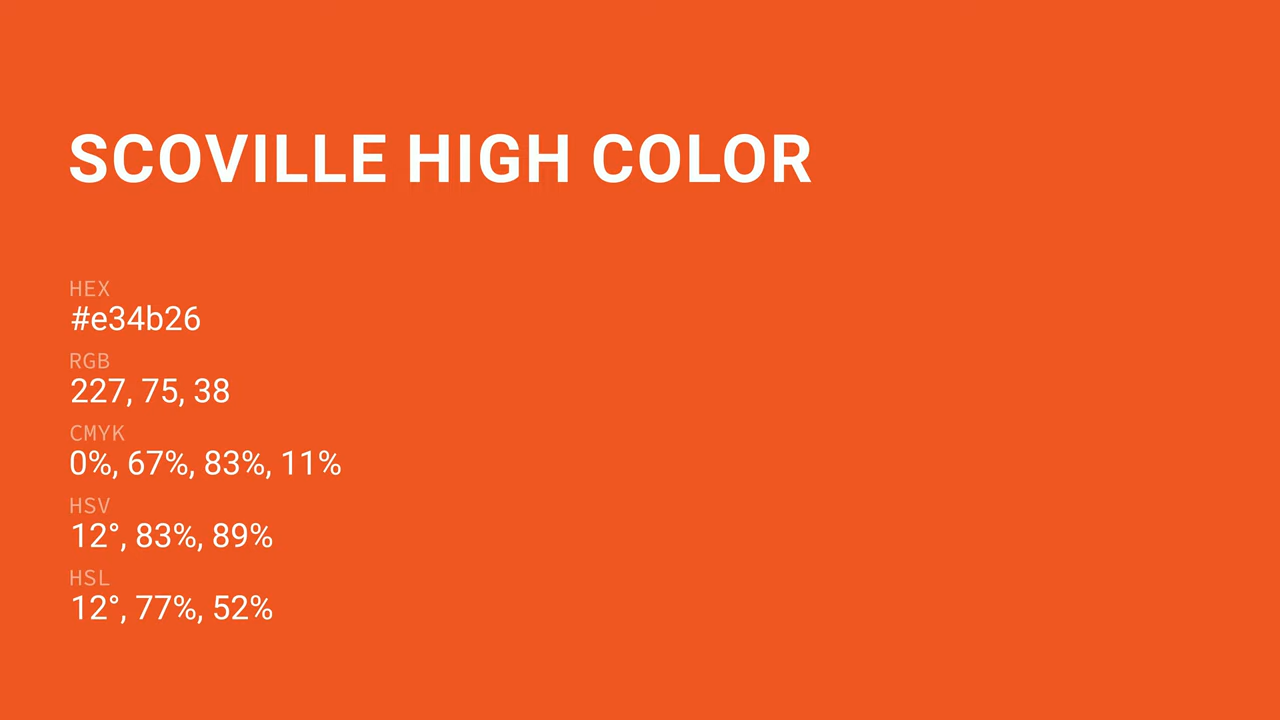 SCOVILLE HIGH COLOR
HEX
#e34b26
RGB
227, 75, 38
CMYK
0%, 67%, 83%, 11%
HSV
12°, 83%, 89%
HSL
12°, 77%, 52%